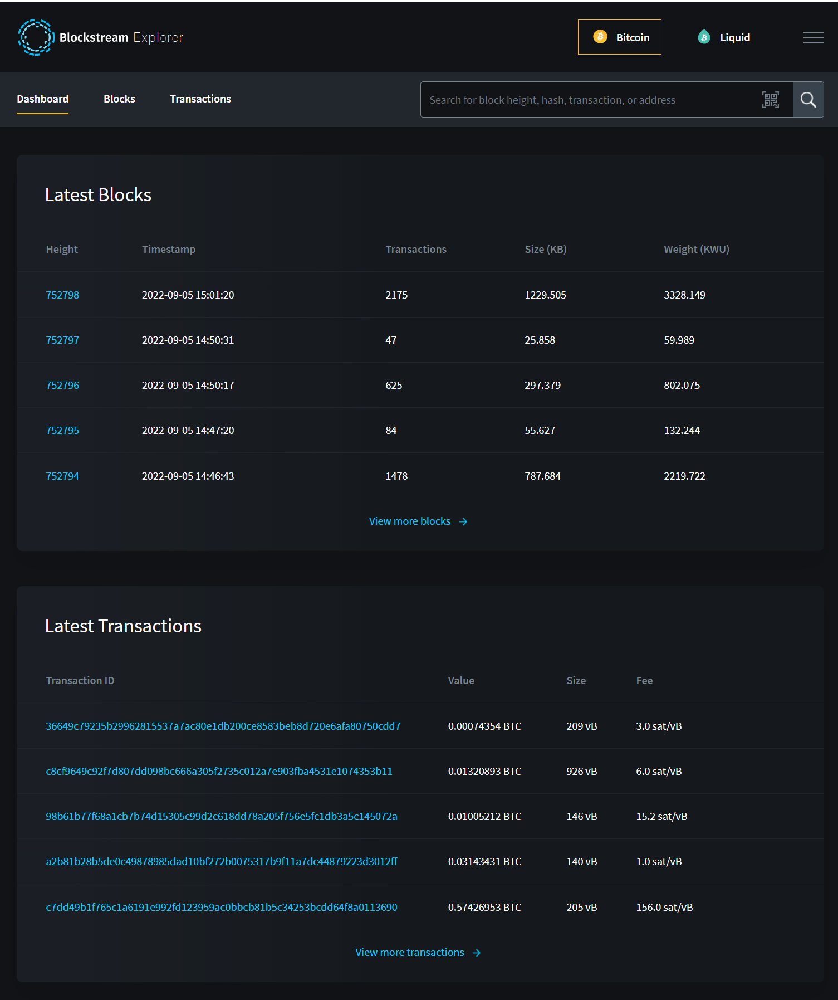 Blockstream Explorer
Bitcoin
Liquid
Dashboard Blocks Transactions
Search for block height, hash, transaction, or address
Latest Blocks
Height Timestamp Transactions Size (KB) Weight (KWU)
752798 2022-09-05 15:01:20 2175 1229.505 3328.149
752797 2022-09-05 14:50:31 47 25.858 59.989
752796 2022-09-05 14:50:17 625 297.379 802.075
752795 2022-09-05 14:47:20 84 55.627 132.244
752794 2022-09-05 14:46:43 1478 787.684 2219.722
View more blocks →
Latest Transactions
Transaction ID Value Size Fee
36649c79235b29962815537a7ac80e1db200ce8583beb8d720e6afa80750cdd7 0.00074354 BTC 209 vB 3.0 sat/vB
c8cf9649c92f7d807dd098bc666a305f2735c012a7e903fba4531e1074353b11 0.01320893 BTC 926 vB 6.0 sat/vB
98b61b77f68a1cb7b74d15305c99d2c618dd78a205f756e5fc1db3a5c145072a 0.01005212 BTC 146 vB 15.2 sat/vB
a2b81b28b5de0c49878985dad10bf272b0075317b9f11a7dc44879223d3012ff 0.03143431 BTC 140 vB 1.0 sat/vB
c7dd49b1f765c1a6191e992fd123959ac0bbcb81b5c34253bcdd64f8a0113690 0.57426953 BTC 205 vB 156.0 sat/vB
View more transactions →